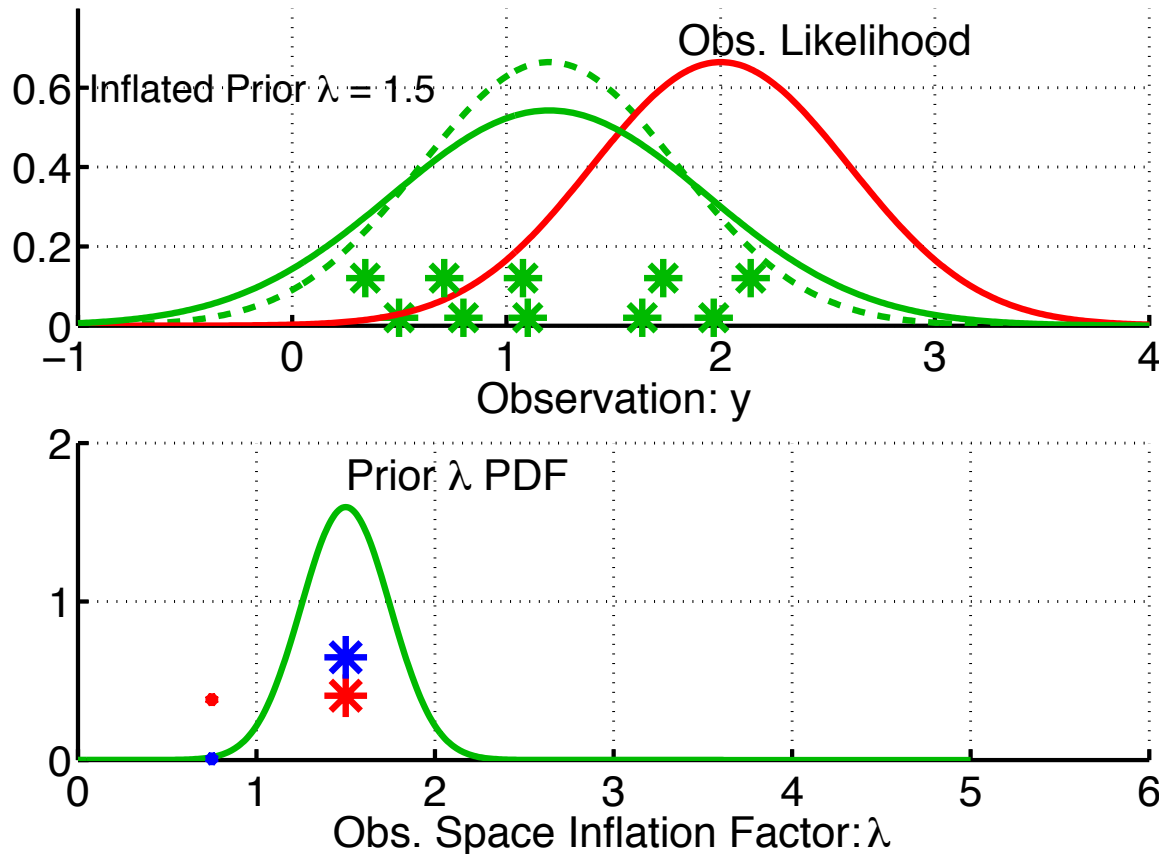 Obs. Likelihood
Inflated Prior λ = 1.5
0.6
0.4
0.2
0
−1 0 1 2 3 4
Observation: y
2
Prior λ PDF
1
0
0 1 2 3 4 5 6
Obs. Space Inflation Factor: λ